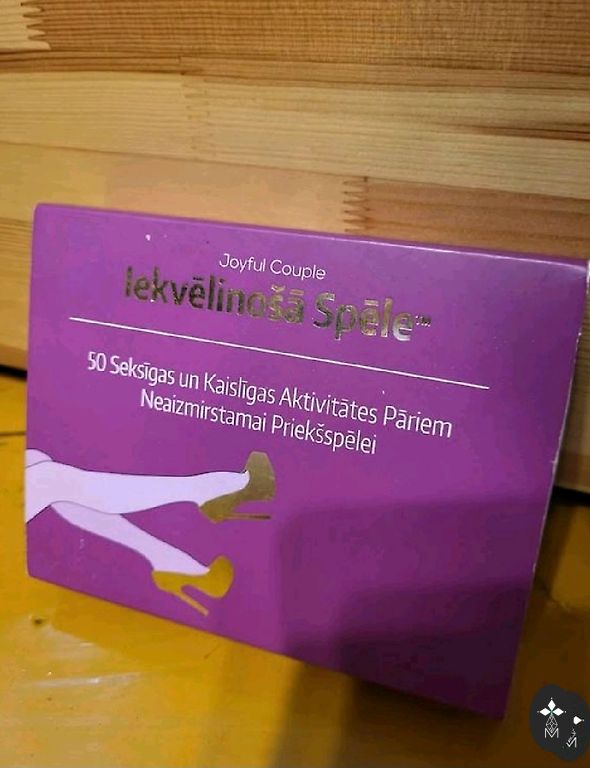 Joyful Couple
Iekvēlinošā Spēle™
50 Seksīgas un Kaislīgas Aktivitātes Pāriem
Neaizmirstamai Priekšspēlei